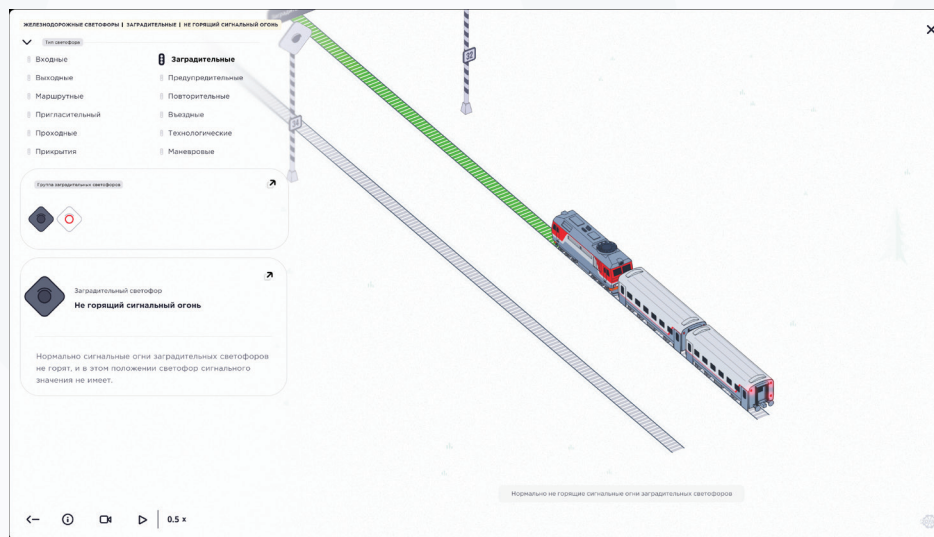 ЖЕЛЕЗНОДОРОЖНЫЕ СВЕТОФОРЫ | ЗАГРАДИТЕЛЬНЫЕ | НЕ ГОРЯЩИЙ СИГНАЛЬНЫЙ ОГОНЬ
Тип светофора
Входные
Заградительные
Выходные
Предупредительные
Маршрутные
Повторительные
Пригласительный
Въездные
Проходные
Технологические
Прикрытия
Маневровые
Группа заградительных светофоров
Заградительный светофор
Не горящий сигнальный огонь
Нормально сигнальные огни заградительных светофоров
не горят, и в этом положении светофор сигнального
значения не имеет.
32
34
Нормально не горящие сигнальные огни заградительных светофоров
0.5 x